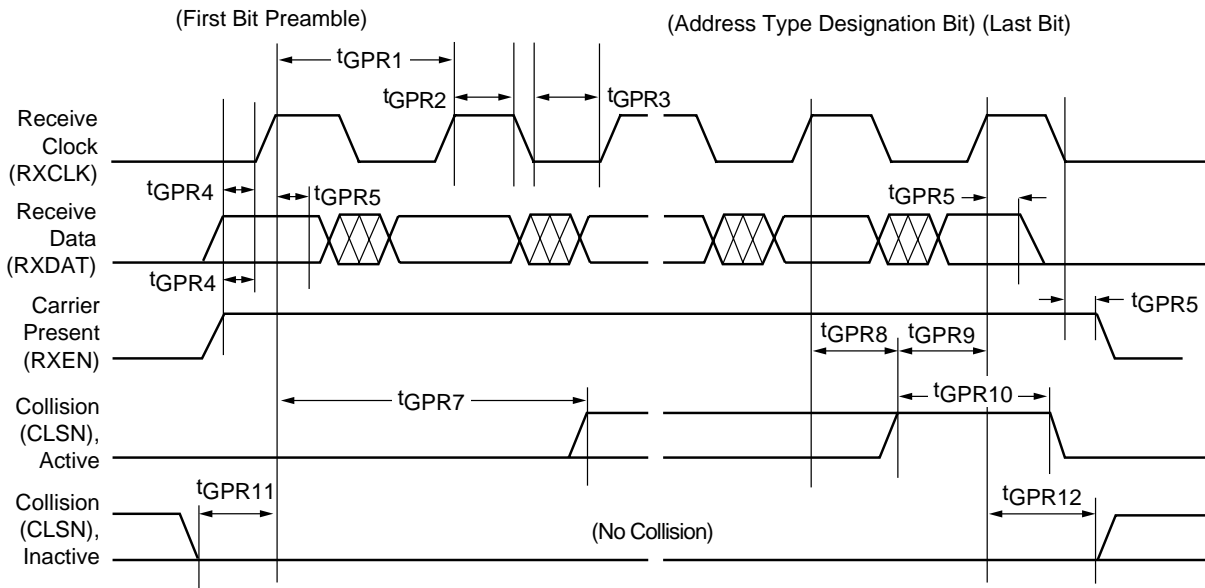 (First Bit Preamble)
(Address Type Designation Bit) (Last Bit)
tGPR1
tGPR2
tGPR3
Receive
Clock
(RXCLK)
tGPR4
tGPR5
tGPR5
Receive
Data
(RXDAT)
tGPR4
tGPR5
Carrier
Present
(RXEN)
tGPR8
tGPR9
tGPR7
tGPR10
Collision
(CLSN),
Active
tGPR11
tGPR12
Collision
(CLSN),
Inactive
(No Collision)